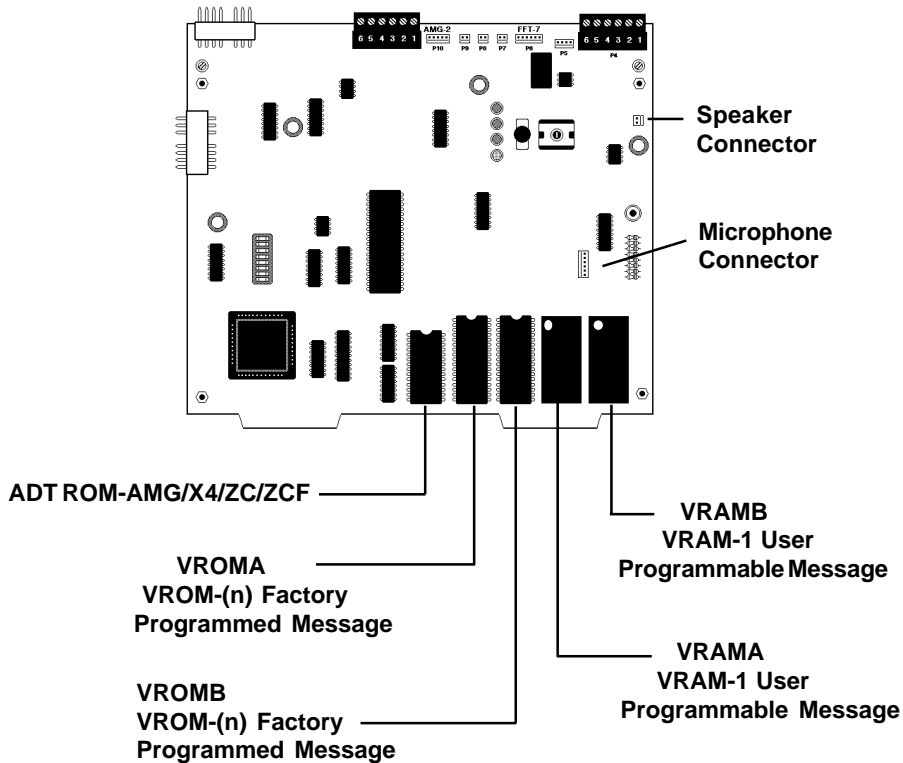 AMG-2 FFT-7
6 5 4 3 2 1
P10 P9 P8 P7 P6 P5
6 5 4 3 2 1
P4
Speaker
Connector
Microphone
Connector
ADT ROM-AMG/X4/ZC/ZCF
VRAMB
VRAM-1 User
Programmable Message
VROMA
VROM-(n) Factory
Programmed Message
VRAMA
VRAM-1 User
Programmable Message
VROMB
VROM-(n) Factory
Programmed Message